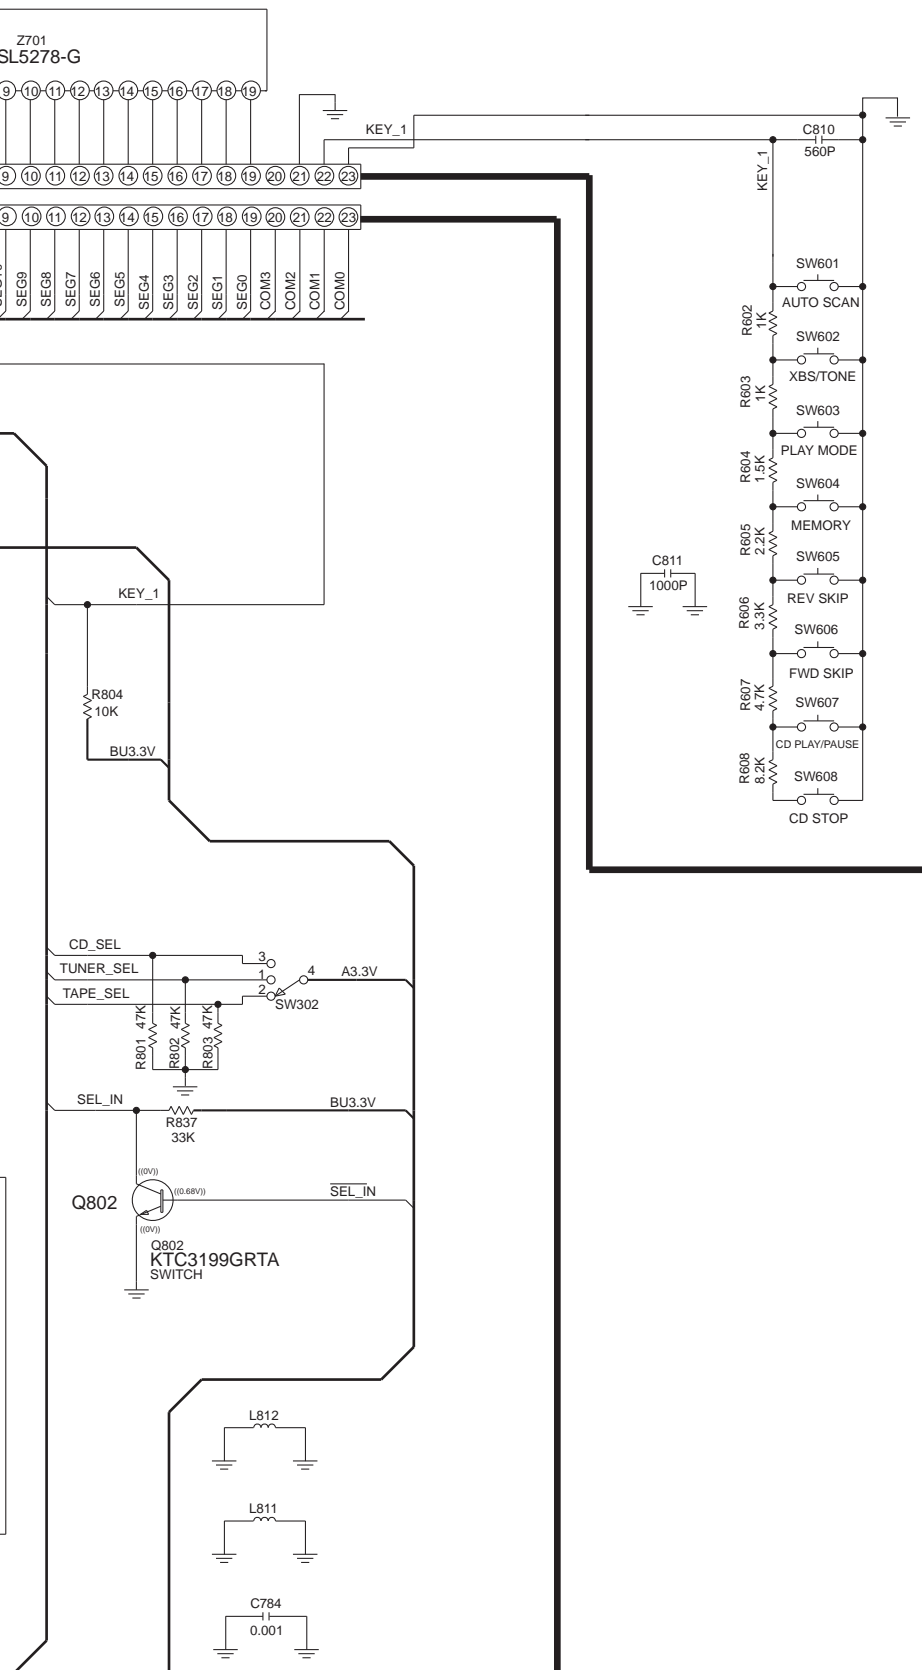 Z701
SL5278-G
9 10 11 12 13 14 15 16 17 18 19
KEY_1
C810
560P
KEY_1
9 10 11 12 13 14 15 16 17 18 19 20 21 22 23
9 10 11 12 13 14 15 16 17 18 19 20 21 22 23
SEG9
SEG8
SEG7
SEG6
SEG5
SEG4
SEG3
SEG2
SEG1
SEG0
COM3
COM2
COM1
COM0
SW601
AUTO SCAN
R602
1K
SW602
XBS/TONE
R603
1K
SW603
PLAY MODE
R604
1.5K
SW604
MEMORY
R605
2.2K
SW605
REV SKIP
R606
3.3K
SW606
FWD SKIP
R607
4.7K
SW607
CD PLAY/PAUSE
R608
8.2K
SW608
CD STOP
C811
1000P
KEY_1
R804
10K
BU3.3V
CD_SEL
TUNER_SEL
TAPE_SEL
3
1
2
4
A3.3V
SW302
R801 47K
R802 47K
R803 47K
SEL_IN
R837
33K
BU3.3V
((0V))
((0.68V))
SEL_IN
Q802
((0V))
Q802
KTC3199GRTA
SWITCH
L812
L811
C784
0.001